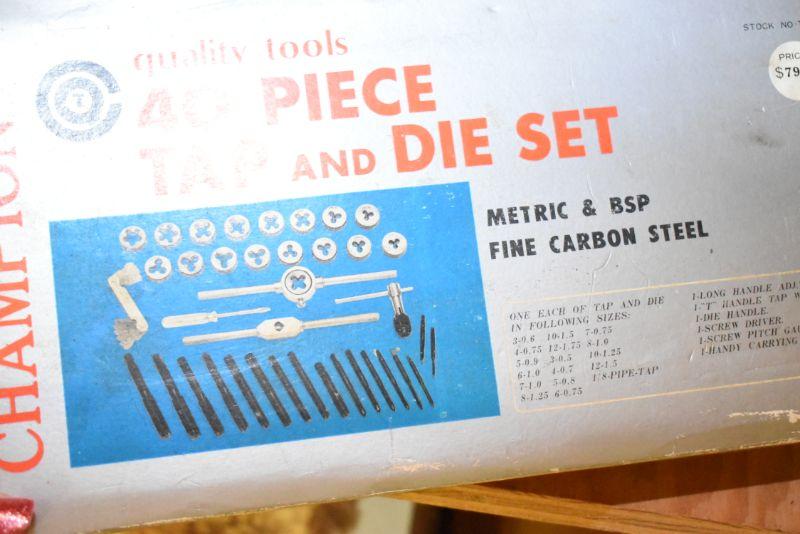 CHAMPION
quality tools
40 PIECE
TAP AND DIE SET
METRIC & BSP
FINE CARBON STEEL
STOCK NO-
PRIC
$79
ONE EACH OF TAP AND DIE
IN FOLLOWING SIZES:
3-0.6 10-1.5 7-0.75
4-0.75 12-1.75 8-1.0
5-0.9 3-0.5 10-1.25
6-1.0 4-0.7 12-1.5
7-1.0 5-0.8 1/8-PIPE-TAP
8-1.25 6-0.75
1-LONG HANDLE ADJ.
1-"T" HANDLE TAP W
1-DIE HANDLE.
1-SCREW DRIVER.
1-SCREW PITCH GA
1-HANDY CARRYING